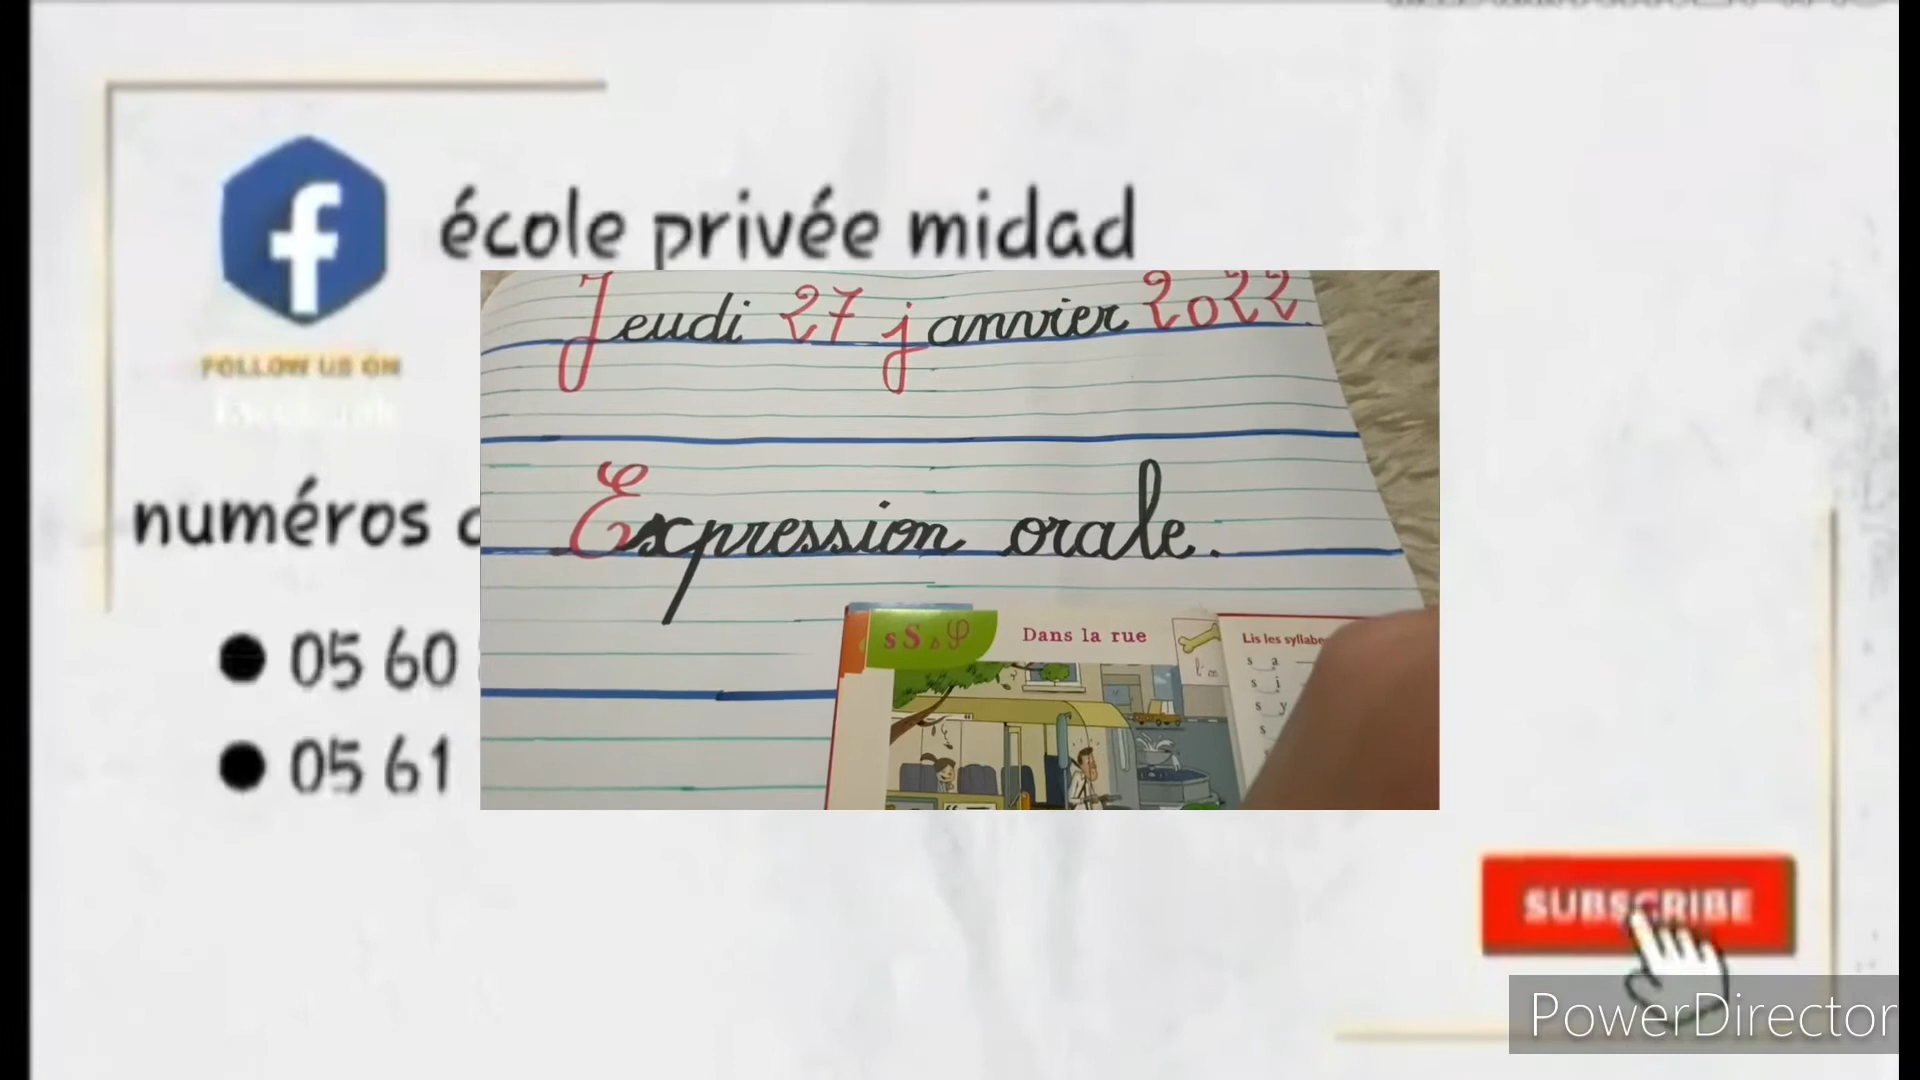 école privée midad
FOLLOW US ON
numéros
05 60
05 61
Jeudi 27 janvier 2022.
Expression orale.
sS s S
Dans la rue
Lis les
s a
s i
s y
s
SUBSCRIBE
PowerDirector